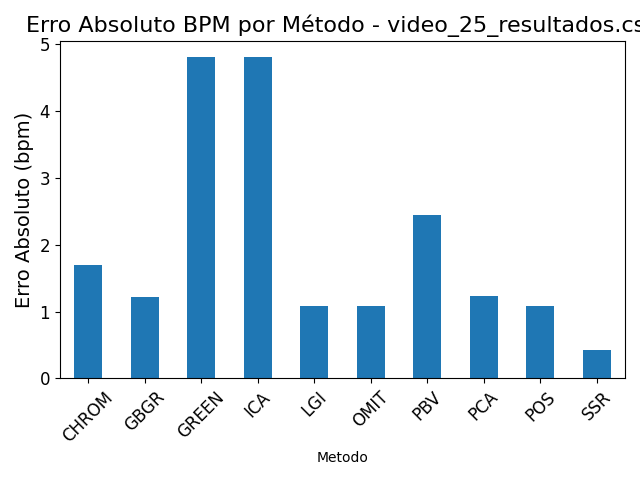 Erro Absoluto BPM por Método - video_25_resultados.cs
Erro Absoluto (bpm)
5
4
3
2
1
0
CHROM
GBGR
GREEN
ICA
LGI
OMIT
PBV
PCA
POS
SSR
Metodo